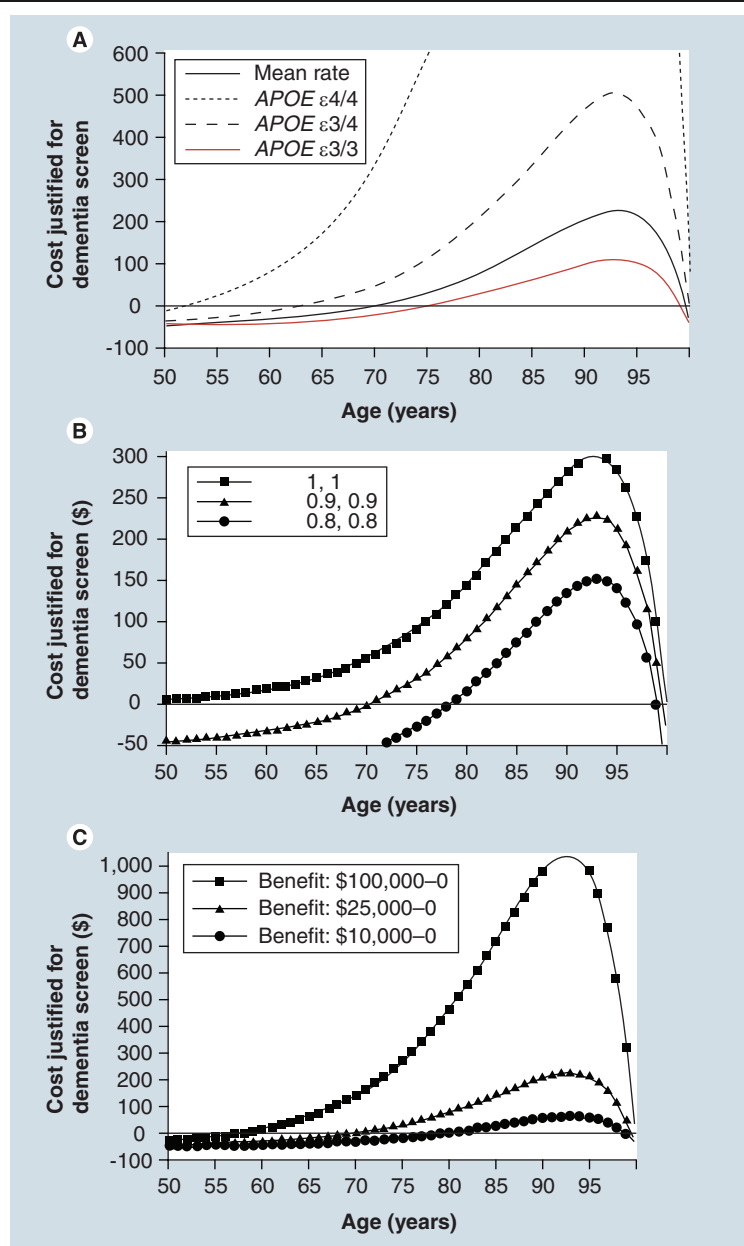 A
Cost justified for
dementia screen
600
500
400
300
200
100
0
-100
Mean rate
APOE ε4/4
APOE ε3/4
APOE ε3/3
50 55 60 65 70 75 80 85 90 95
Age (years)
B
Cost justified for
dementia screen ($)
300
250
200
150
100
50
0
-50
1, 1
0.9, 0.9
0.8, 0.8
50 55 60 65 70 75 80 85 90 95
Age (years)
C
Cost justified for
dementia screen ($)
1,000
900
800
700
600
500
400
300
200
100
0
-100
Benefit: $100,000–0
Benefit: $25,000–0
Benefit: $10,000–0
50 55 60 65 70 75 80 85 90 95
Age (years)